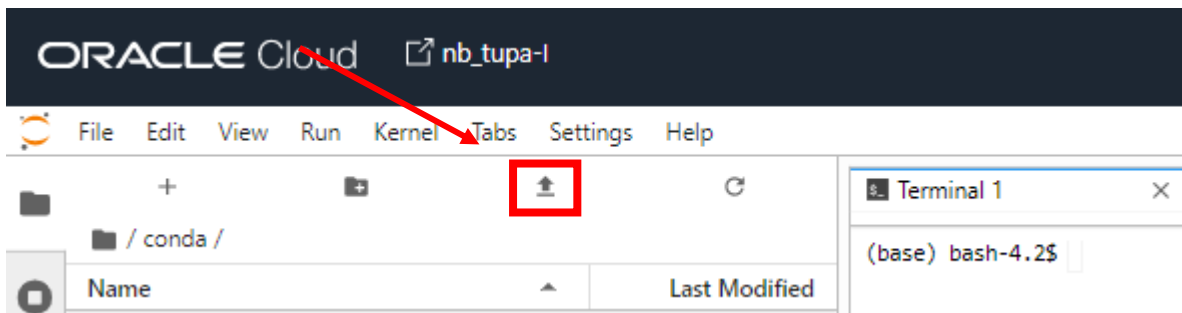 ORACLE Cloud nb_tupa-I
File Edit View Run Kernel Tabs Settings Help
$_ Terminal 1
/ conda /
(base) bash-4.2$
Name Last Modified